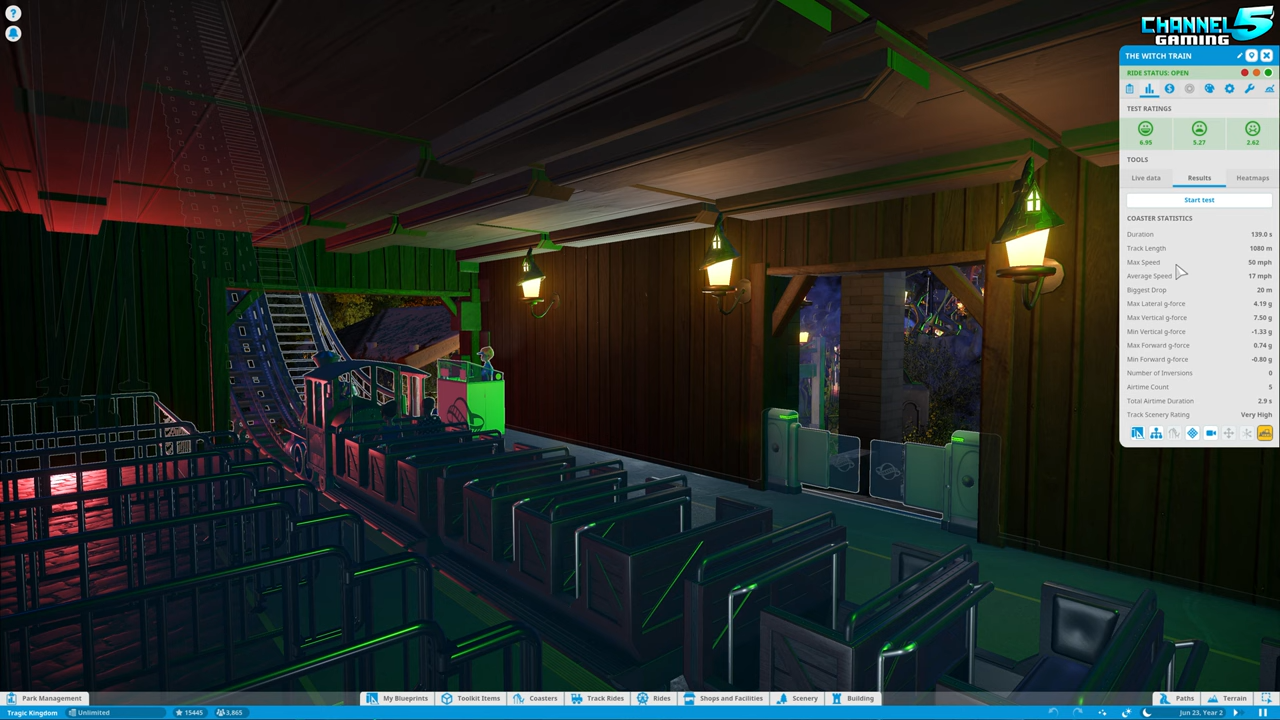 CHANNEL 5
GAMING
THE WITCH TRAIN
RIDE STATUS: OPEN
TEST RATINGS
6.95 5.27 2.62
TOOLS
Live data Results Heatmaps
Start test
COASTER STATISTICS
Duration 139.0 s
Track Length 1080 m
Max Speed 50 mph
Average Speed 17 mph
Biggest Drop 20 m
Max Lateral g-force 4.19 g
Max Vertical g-force 7.50 g
Min Vertical g-force -1.33 g
Max Forward g-force 0.74 g
Min Forward g-force -0.80 g
Number of Inversions 0
Airtime Count 5
Total Airtime Duration 2.9 s
Track Scenery Rating Very High
Park Management My Blueprints Toolkit Items Coasters Track Rides Rides Shops and Facilities Scenery Building Paths Terrain
Tragic Kingdom Unlimited 15445 3,865 Jun 23, Year 2